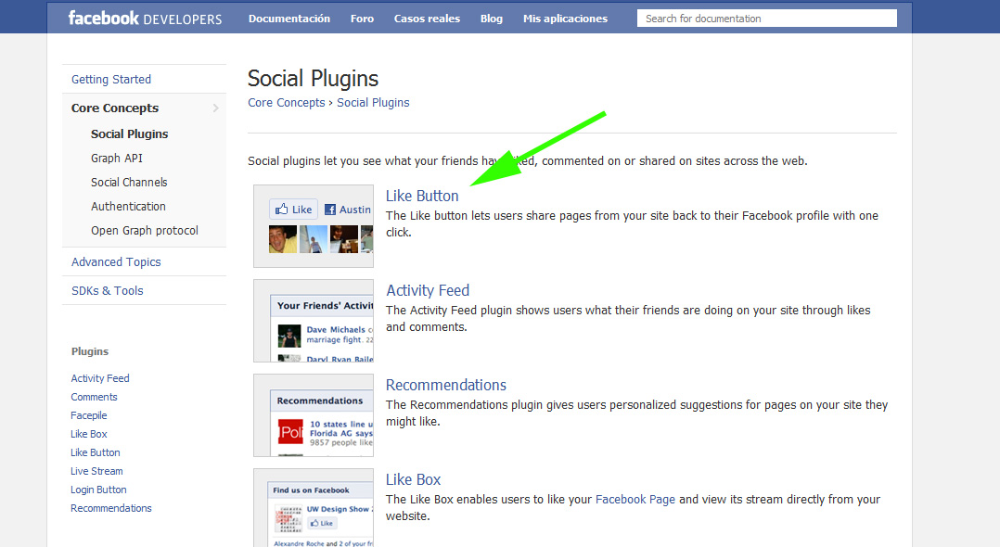 facebook DEVELOPERS
Documentación
Foro
Casos reales
Blog
Mis aplicaciones
Search for documentation
Getting Started
Core Concepts
Social Plugins
Graph API
Social Channels
Authentication
Open Graph protocol
Advanced Topics
SDKs & Tools
Plugins
Activity Feed
Comments
Facepile
Like Box
Like Button
Live Stream
Login Button
Recommendations
Social Plugins
Core Concepts › Social Plugins
Social plugins let you see what your friends have liked, commented on or shared on sites across the web.
Like
Austin
Like Button
The Like button lets users share pages from your site back to their Facebook profile with one
click.
Your Friends' Activit
Dave Michaels c
marriage fight. 22
Daryl Ryan Baile
Activity Feed
The Activity Feed plugin shows users what their friends are doing on your site through likes
and comments.
Recommendations
Poli
10 states line u
Florida AG says
9857 people like
Recommendations
The Recommendations plugin gives users personalized suggestions for pages on your site they
might like.
Find us on Facebook
UW Design Show 2
Like
Alexandre Roche and 2 of your fri
Like Box
The Like Box enables users to like your Facebook Page and view its stream directly from your
website.